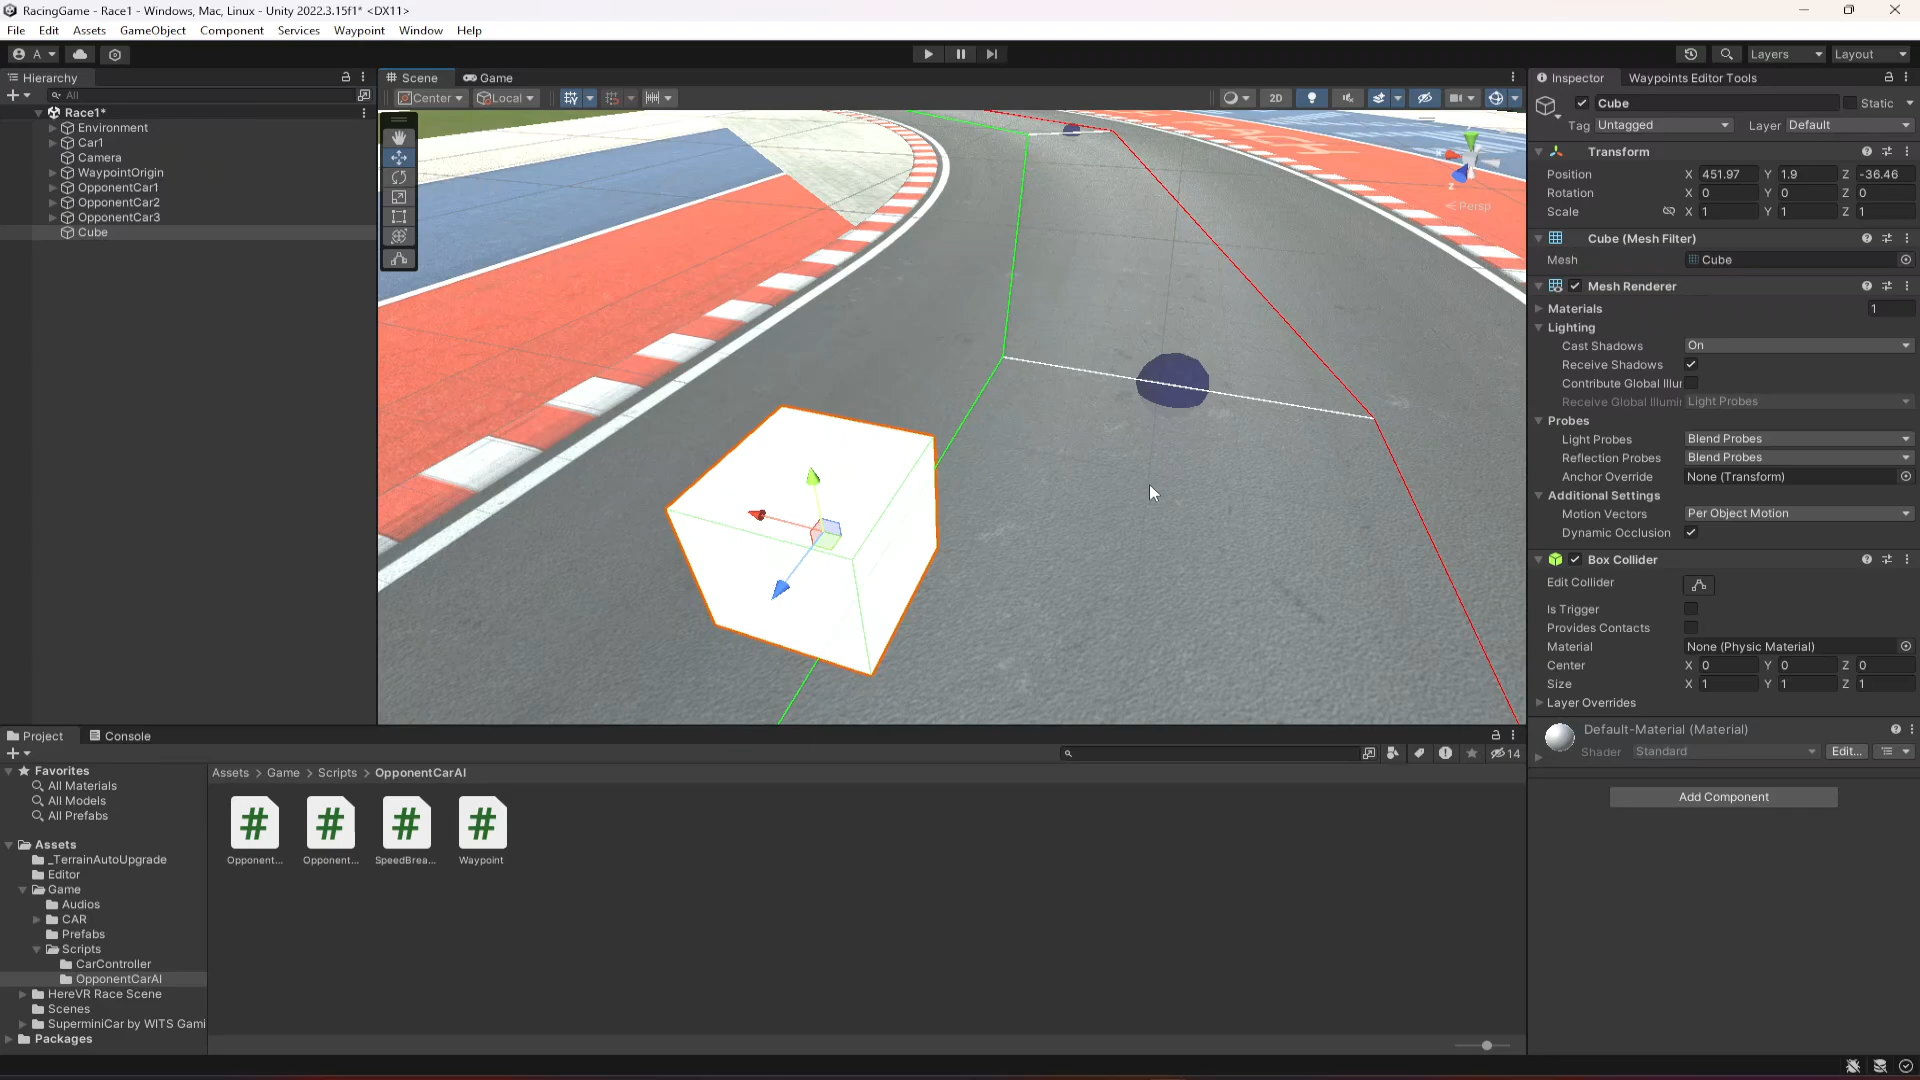 RacingGame - Race1 - Windows, Mac, Linux - Unity 2022.3.15f1* <DX11>
File Edit Assets GameObject Component Services Waypoint Window Help
A Layers Layout
Hierarchy
All
Race1*
Environment
Car1
Camera
WaypointOrigin
OpponentCar1
OpponentCar2
OpponentCar3
Cube
Scene Game
Center Local 2D
z
Persp
Inspector Waypoints Editor Tools
Cube Static
Tag Untagged Layer Default
Transform
Position X 451.97 Y 1.9 Z -36.46
Rotation X 0 Y 0 Z 0
Scale X 1 Y 1 Z 1
Cube (Mesh Filter)
Mesh Cube
Mesh Renderer
Materials 1
Lighting
Cast Shadows On
Receive Shadows
Contribute Global Illur
Receive Global Illumir Light Probes
Probes
Light Probes Blend Probes
Reflection Probes Blend Probes
Anchor Override None (Transform)
Additional Settings
Motion Vectors Per Object Motion
Dynamic Occlusion
Box Collider
Edit Collider
Is Trigger
Provides Contacts
Material None (Physic Material)
Center X 0 Y 0 Z 0
Size X 1 Y 1 Z 1
Layer Overrides
Default-Material (Material)
Shader Standard Edit...
Add Component
Project Console
14
Favorites
All Materials
All Models
All Prefabs
Assets
_TerrainAutoUpgrade
Editor
Game
Audios
CAR
Prefabs
Scripts
CarController
OpponentCarAI
HereVR Race Scene
Scenes
SuperminiCar by WITS Gami
Packages
Assets > Game > Scripts > OpponentCarAI
# # # #
Opponent... Opponent... SpeedBrea... Waypoint